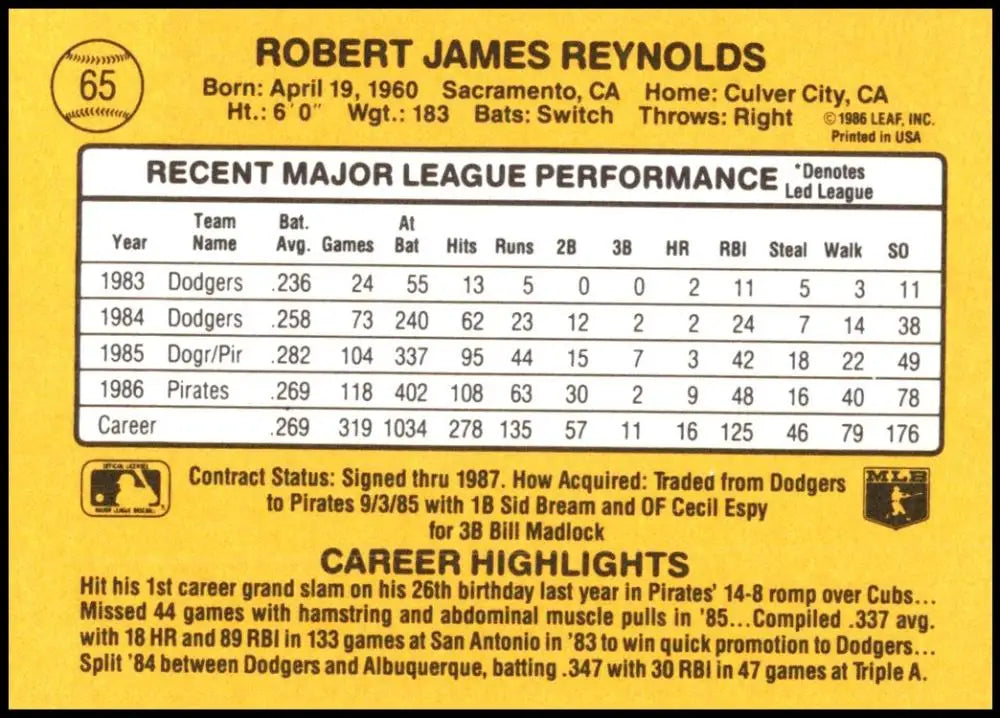 65
ROBERT JAMES REYNOLDS
Born: April 19, 1960 Sacramento, CA Home: Culver City, CA
Ht.: 6'0" Wgt.: 183 Bats: Switch Throws: Right ©1986 LEAF, INC.
Printed in USA
RECENT MAJOR LEAGUE PERFORMANCE *Denotes Led League
Year Team Name Bat. Avg. Games At Bat Hits Runs 2B 3B HR RBI Steal Walk SO
1983 Dodgers .236 24 55 13 5 0 0 2 11 5 3 11
1984 Dodgers .258 73 240 62 23 12 2 2 24 7 14 38
1985 Dogr/Pir .282 104 337 95 44 15 7 3 42 18 22 49
1986 Pirates .269 118 402 108 63 30 2 9 48 16 40 78
Career .269 319 1034 278 135 57 11 16 125 46 79 176
Contract Status: Signed thru 1987. How Acquired: Traded from Dodgers
to Pirates 9/3/85 with 1B Sid Bream and OF Cecil Espy
for 3B Bill Madlock
MLB
CAREER HIGHLIGHTS
Hit his 1st career grand slam on his 26th birthday last year in Pirates' 14-8 romp over Cubs...
Missed 44 games with hamstring and abdominal muscle pulls in '85...Compiled .337 avg.
with 18 HR and 89 RBI in 133 games at San Antonio in '83 to win quick promotion to Dodgers...
Split '84 between Dodgers and Albuquerque, batting .347 with 30 RBI in 47 games at Triple A.